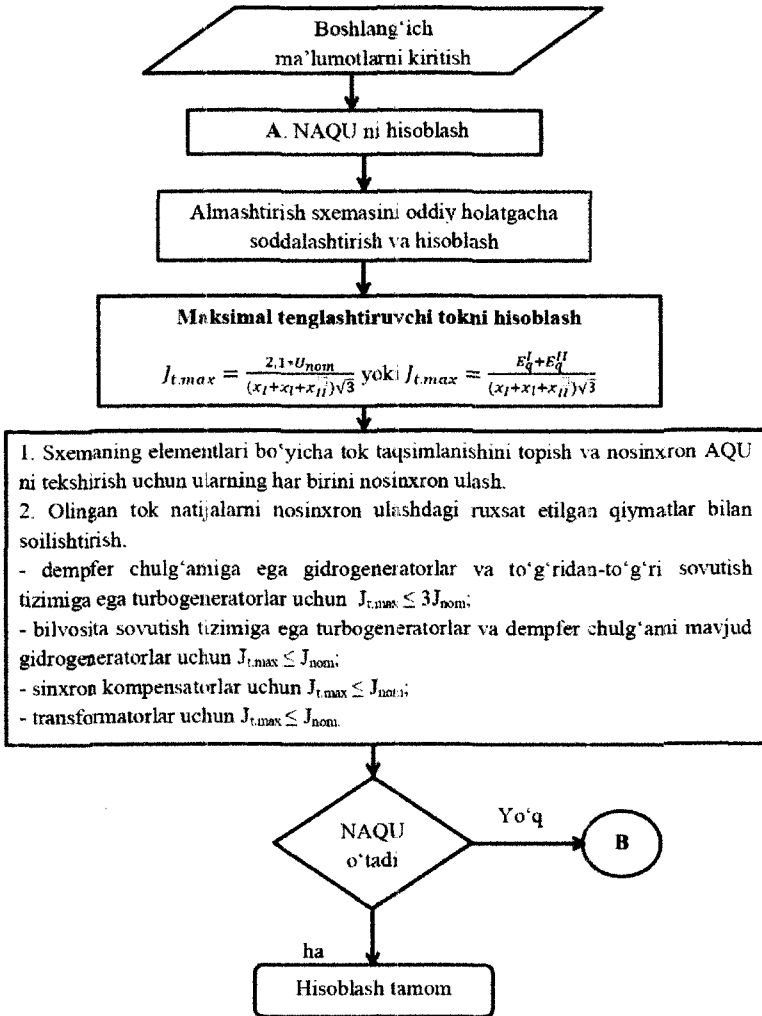 Boshlang‘ich
ma’lumotlarni kiritish
A. NAQU ni hisoblash
Almashtirish sxemasini oddiy holatgacha
soddalashtirish va hisoblash
Maksimal tenglashtiruvchi tokni hisoblash
J_{t.max} = \frac{2,1*U_{nom}}{(x_I+x_l+x_{II})\sqrt{3}} yoki J_{t.max} = \frac{E_q^I+E_q^{II}}{(x_I+x_l+x_{II})\sqrt{3}}
1. Sxemaning elementlari bo‘yicha tok taqsimlanishini topish va nosinxron AQU
ni tekshirish uchun ularning har birini nosinxron ulash.
2. Olingan tok natijalarni nosinxron ulashdagi ruxsat etilgan qiymatlar bilan
soilishtirish.
- dempfer chulg‘amiga ega gidrogeneratorlar va to‘g‘ridan-to‘g‘ri sovutish
tizimiga ega turbogeneratorlar uchun J_{t.max} ≤ 3J_{nom};
- bilvosita sovutish tizimiga ega turbogeneratorlar va dempfer chulg‘ami mavjud
gidrogeneratorlar uchun J_{t.max} ≤ J_{nom};
- sinxron kompensatorlar uchun J_{t.max} ≤ J_{nom};
- transformatorlar uchun J_{t.max} ≤ J_{nom}.
NAQU
o‘tadi
Yo‘q
B
ha
Hisoblash tamom